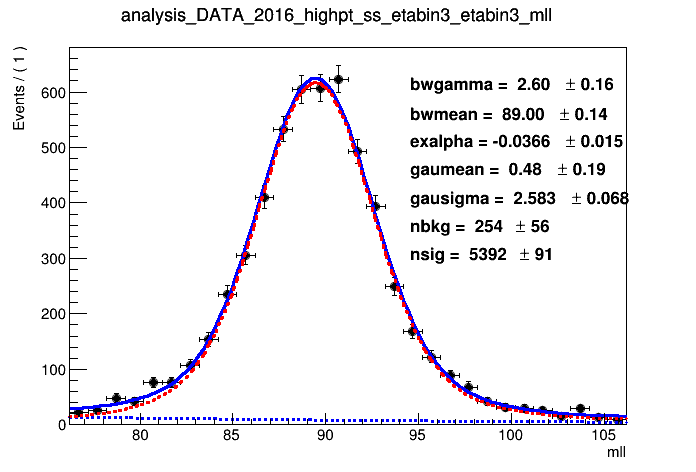 analysis_DATA_2016_highpt_ss_etabin3_etabin3_mll
Events / ( 1 )
bwgamma = 2.60 ± 0.16
bwmean = 89.00 ± 0.14
exalpha = -0.0366 ± 0.015
gaumean = 0.48 ± 0.19
gausigma = 2.583 ± 0.068
nbkg = 254 ± 56
nsig = 5392 ± 91
600
500
400
300
200
100
0
80 85 90 95 100 105
mll